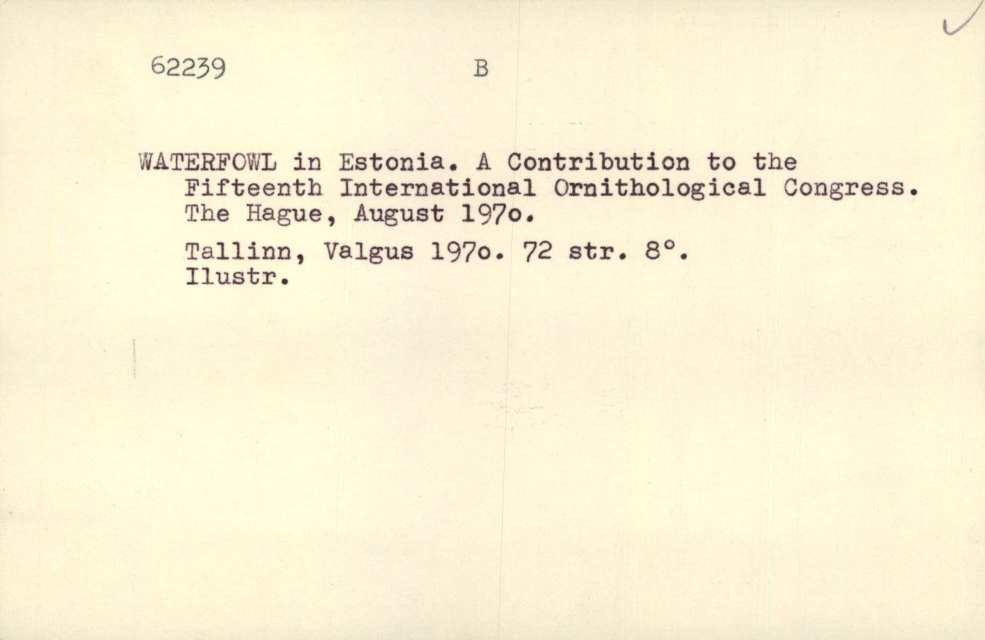 62239 B
WATERFOWL in Estonia. A Contribution to the
Fifteenth International Ornithological Congress.
The Hague, August 197o.
Tallinn, Valgus 197o. 72 str. 8°.
Ilustr.